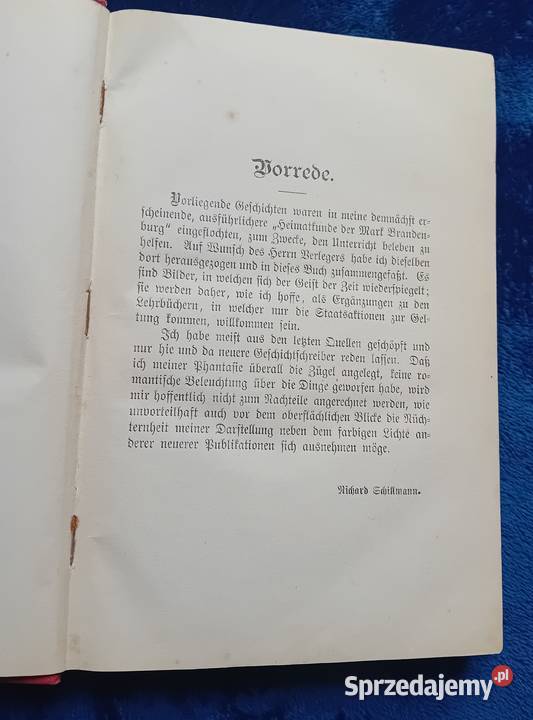 Vorrede.
Vorliegende Geschichten waren in meine demnächst er-
scheinende, ausführlichere „Heimatkunde der Mark Branden-
burg“ eingeflochten, zum Zwecke, den Unterricht beleben zu
helfen. Auf Wunsch des Herrn Verlegers habe ich dieselben
dort herausgezogen und in dieses Buch zusammengefaßt. Es
sind Bilder, in welchen sich der Geist der Zeit wiederspiegelt;
sie werden daher, wie ich hoffe, als Ergänzungen zu den
Lehrbüchern, in welcher nur die Staatsaktionen zur Gel-
tung kommen, willkommen sein.
Ich habe meist aus den letzten Quellen geschöpft und
nur hie und da neuere Geschichtschreiber reden lassen. Daß
ich meiner Phantasie überall die Zügel angelegt, keine ro-
mantische Beleuchtung über die Dinge geworfen habe, wird
mir hoffentlich nicht zum Nachteile angerechnet werden, wie
unvorteilhaft auch vor dem oberflächlichen Blicke die Nüch-
ternheit meiner Darstellung neben dem farbigen Lichte an-
derer neuerer Publikationen sich ausnehmen möge.
Richard Schillmann.
Sprzedajemy.pl